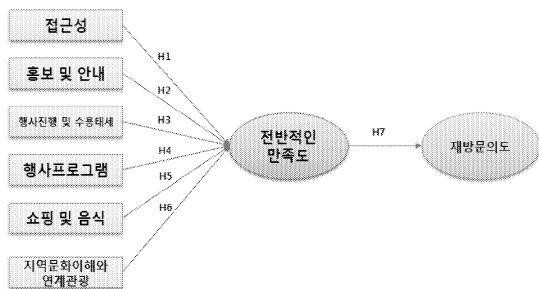 접근성
홍보 및 안내
행사진행 및 수용태세
행사프로그램
쇼핑 및 음식
지역문화이해와
연계관광
H1
H2
H3
H4
H5
H6
전반적인
만족도
H7
재방문의도